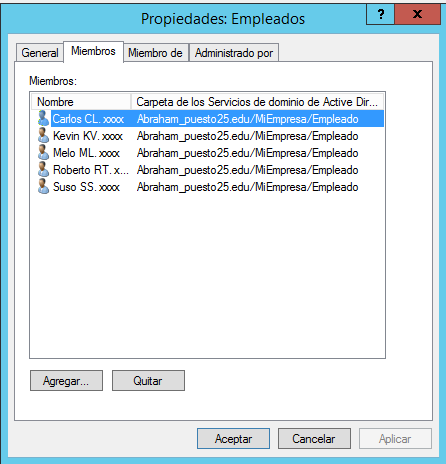 Propiedades: Empleados
? x
General Miembros Miembro de Administrado por
Miembros:
Nombre Carpeta de los Servicios de dominio de Active Dir...
Carlos CL. xxxx Abraham_puesto25.edu/MiEmpresa/Empleado
Kevin KV. xxxx Abraham_puesto25.edu/MiEmpresa/Empleado
Melo ML. xxxx Abraham_puesto25.edu/MiEmpresa/Empleado
Roberto RT. x... Abraham_puesto25.edu/MiEmpresa/Empleado
Suso SS. xxxx Abraham_puesto25.edu/MiEmpresa/Empleado
Agregar... Quitar
Aceptar Cancelar Aplicar